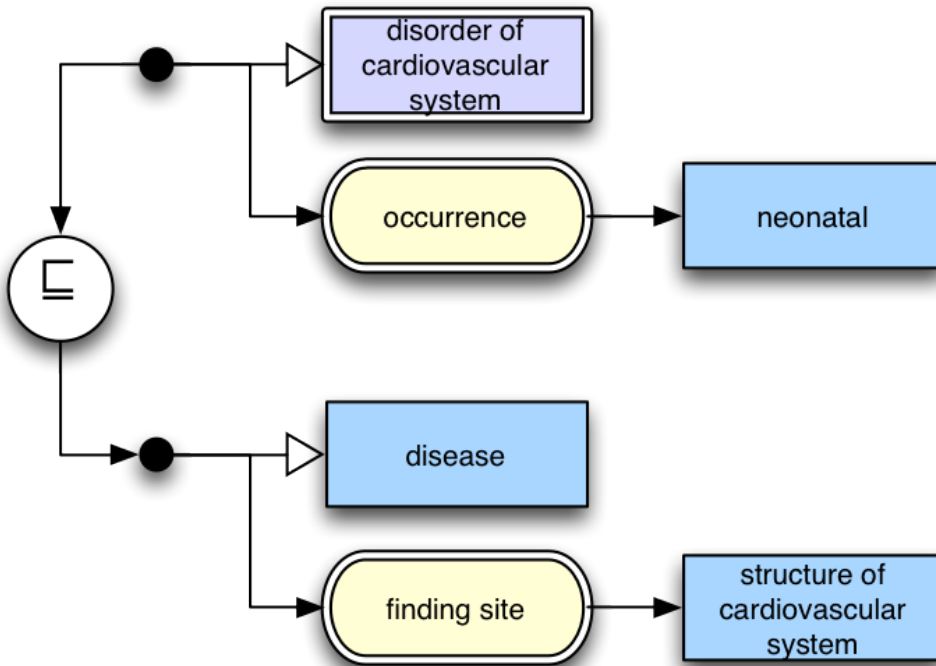 disorder of
cardiovascular
system
occurrence
neonatal
⊑
disease
finding site
structure of
cardiovascular
system